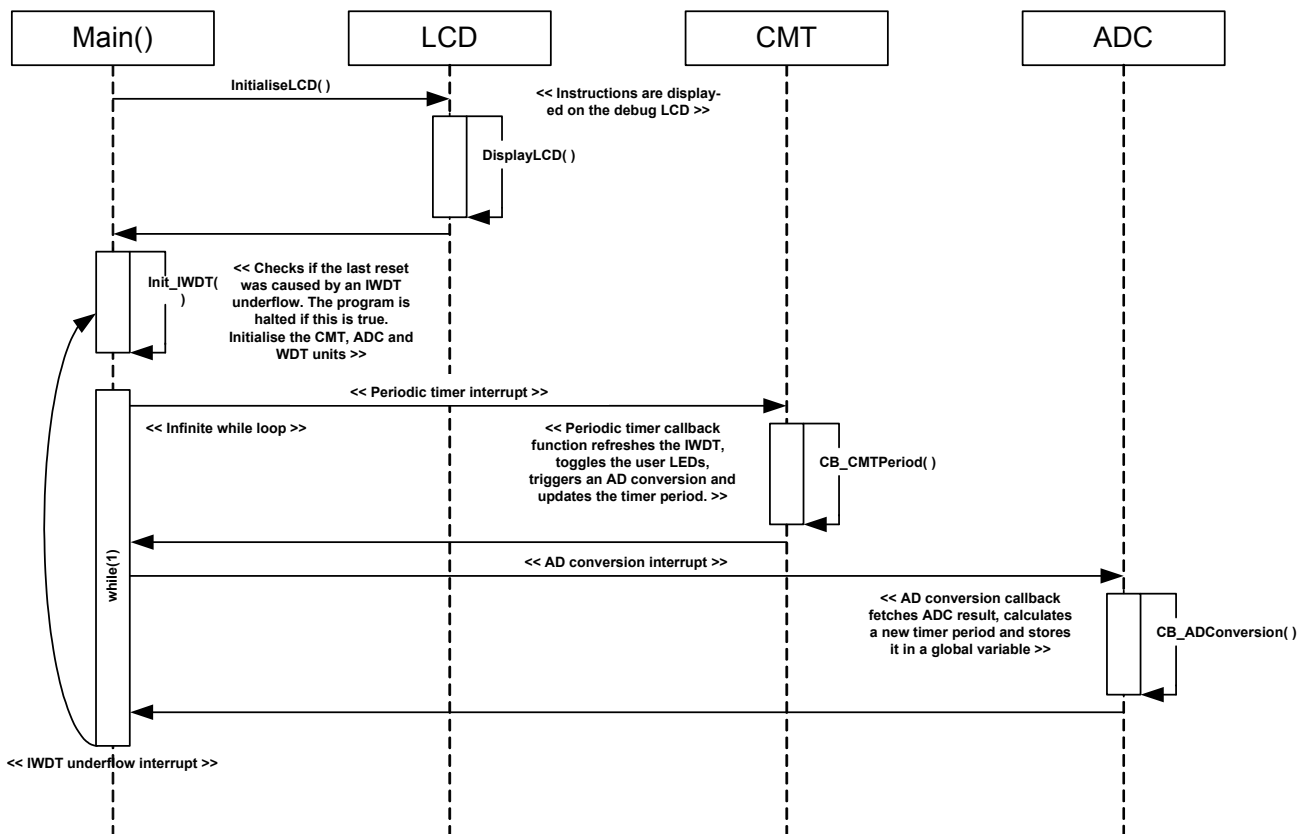 Main()
LCD
CMT
ADC
InitialiseLCD( )
<< Instructions are display-
ed on the debug LCD >>
DisplayLCD( )
Init_IWDT(
)
<< Checks if the last reset
was caused by an IWDT
underflow. The program is
halted if this is true.
Initialise the CMT, ADC and
WDT units >>
<< Periodic timer interrupt >>
<< Infinite while loop >>
<< Periodic timer callback
function refreshes the IWDT,
toggles the user LEDs,
triggers an AD conversion and
updates the timer period. >>
CB_CMTPeriod( )
while(1)
<< AD conversion interrupt >>
<< AD conversion callback
fetches ADC result, calculates
a new timer period and stores
it in a global variable >>
CB_ADConversion( )
<< IWDT underflow interrupt >>